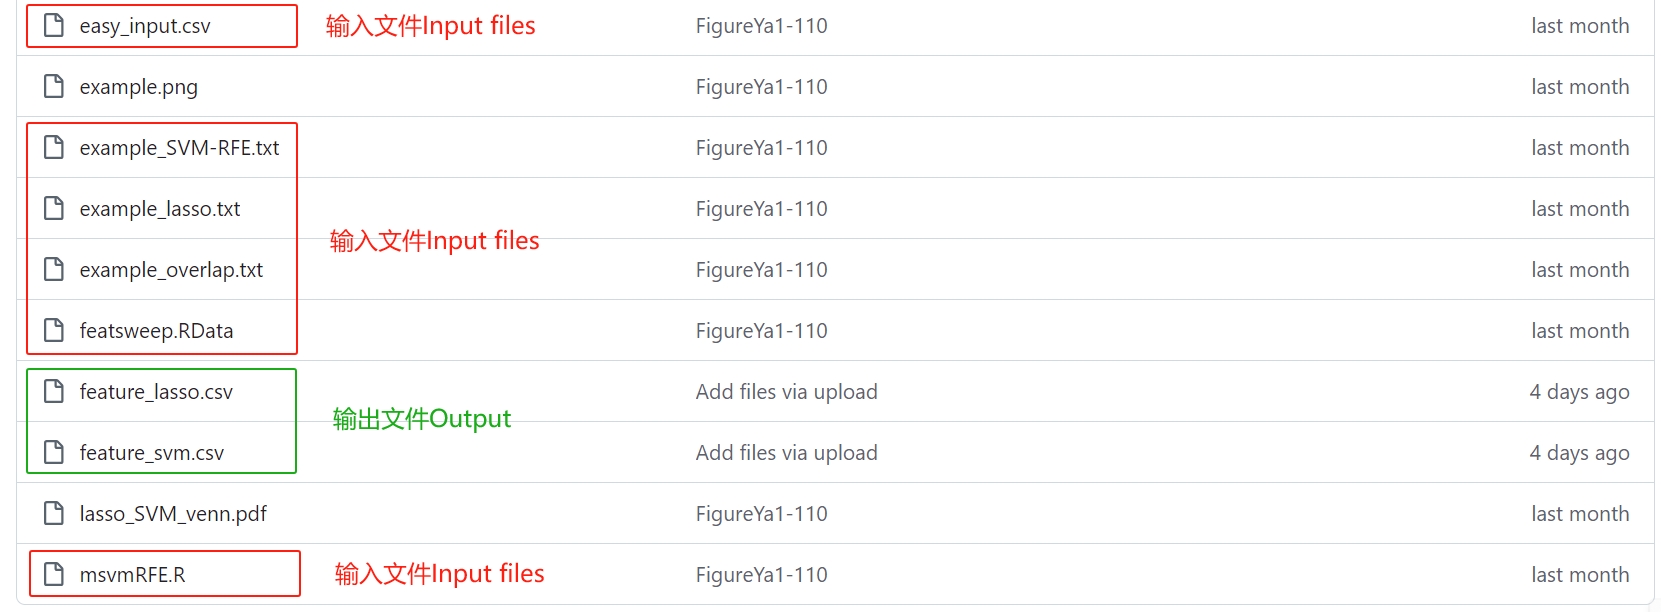 easy_input.csv 输入文件Input files FigureYa1-110 last month
example.png FigureYa1-110 last month
example_SVM-RFE.txt FigureYa1-110 last month
example_lasso.txt FigureYa1-110 last month
输入文件Input files
example_overlap.txt FigureYa1-110 last month
featsweep.RData FigureYa1-110 last month
feature_lasso.csv Add files via upload 4 days ago
输出文件Output
feature_svm.csv Add files via upload 4 days ago
lasso_SVM_venn.pdf FigureYa1-110 last month
msvmRFE.R 输入文件Input files FigureYa1-110 last month